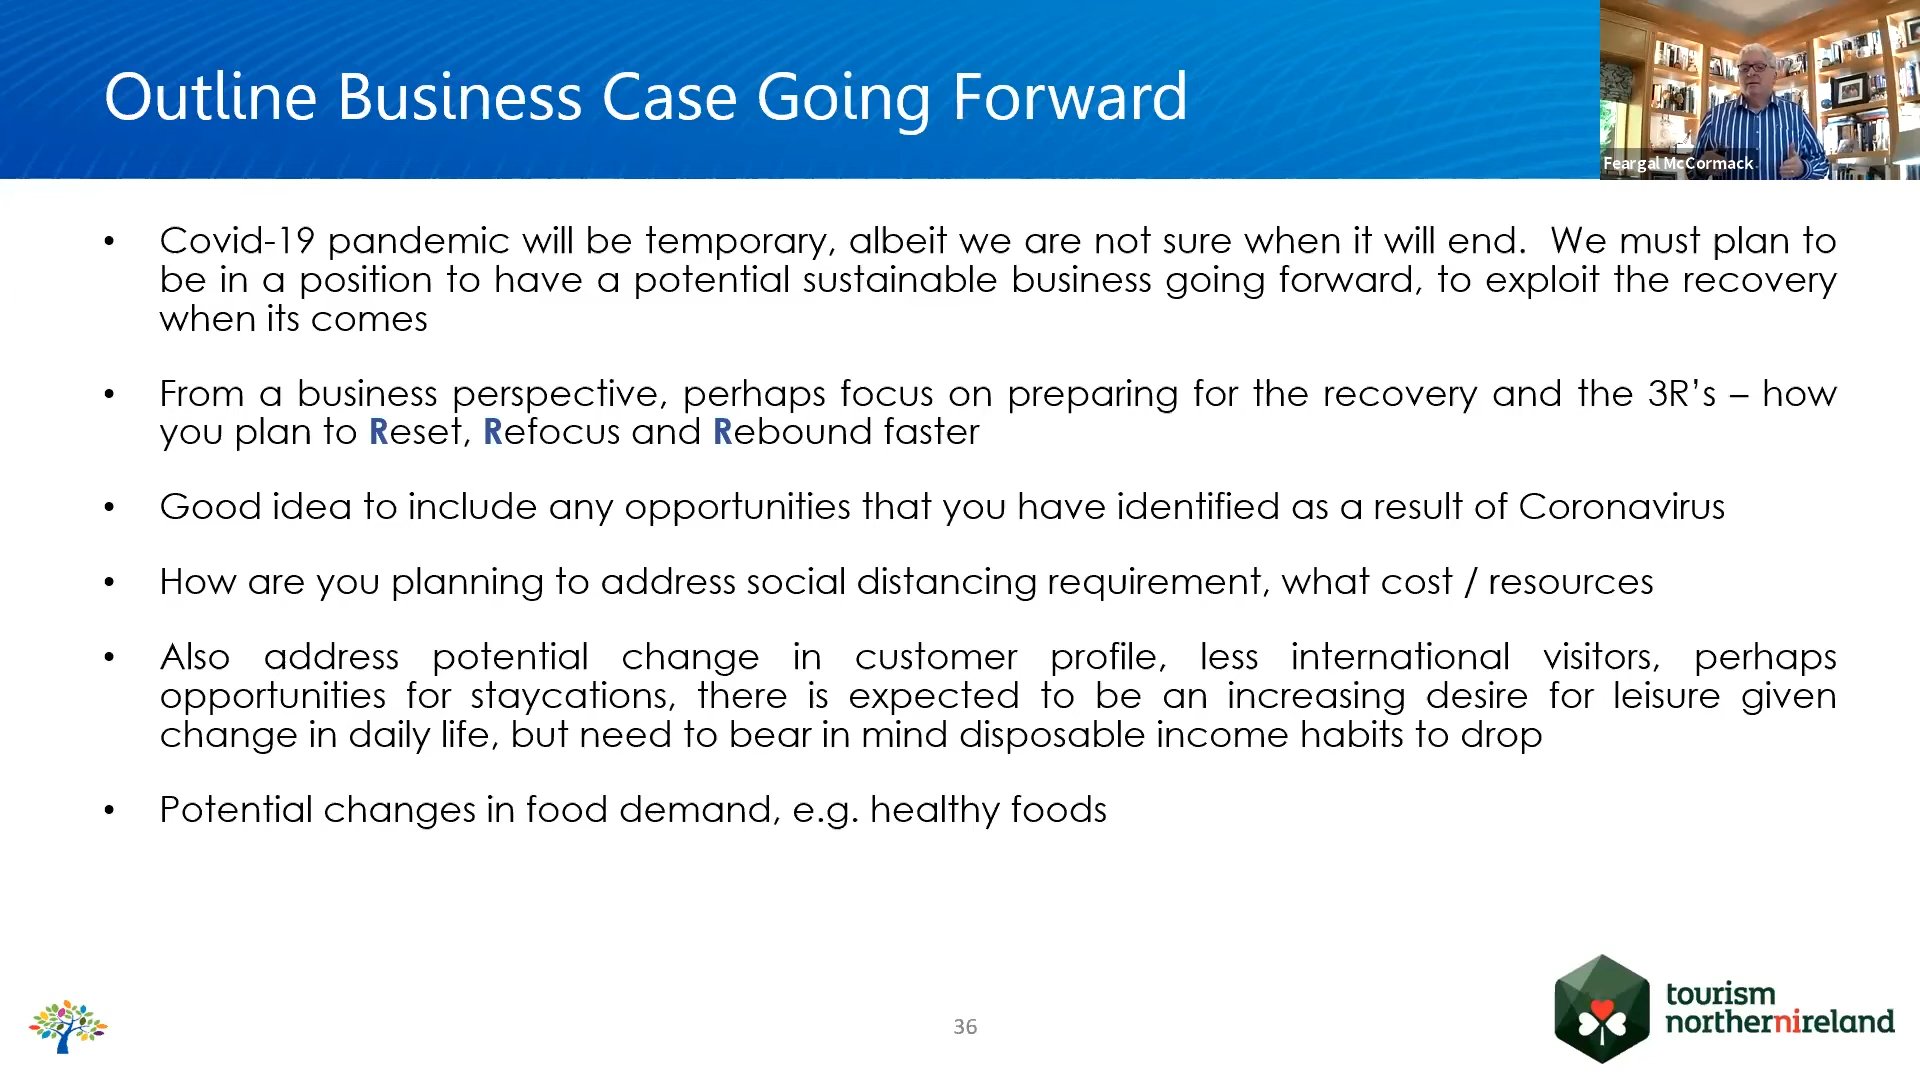 Outline Business Case Going Forward
Feargal McCormack
• Covid-19 pandemic will be temporary, albeit we are not sure when it will end.  We must plan to
be in a position to have a potential sustainable business going forward, to exploit the recovery
when its comes
• From a business perspective, perhaps focus on preparing for the recovery and the 3R’s – how
you plan to Reset, Refocus and Rebound faster
• Good idea to include any opportunities that you have identified as a result of Coronavirus
• How are you planning to address social distancing requirement, what cost / resources
• Also address potential change in customer profile, less international visitors, perhaps
opportunities for staycations, there is expected to be an increasing desire for leisure given
change in daily life, but need to bear in mind disposable income habits to drop
• Potential changes in food demand, e.g. healthy foods
36
tourism
northernireland